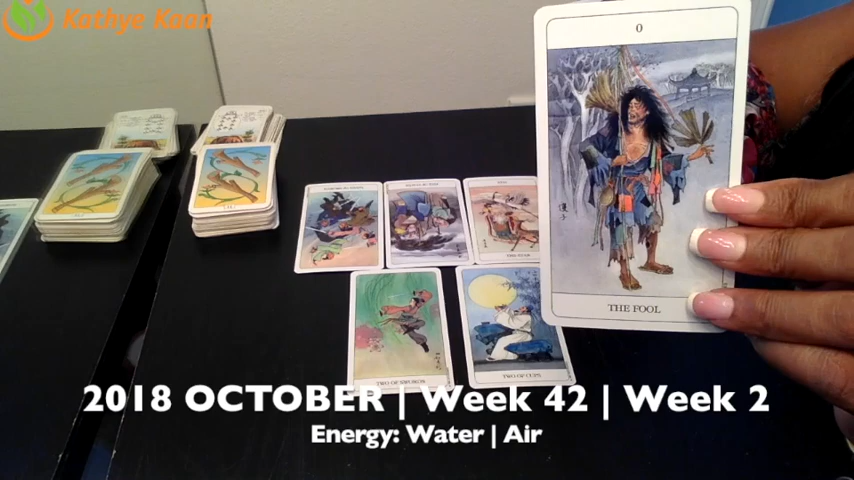 Kathye Koan
0
THE FOOL
TWO OF SWORDS
TWO OF CUPS
2018 OCTOBER | Week 42 | Week 2
Energy: Water | Air